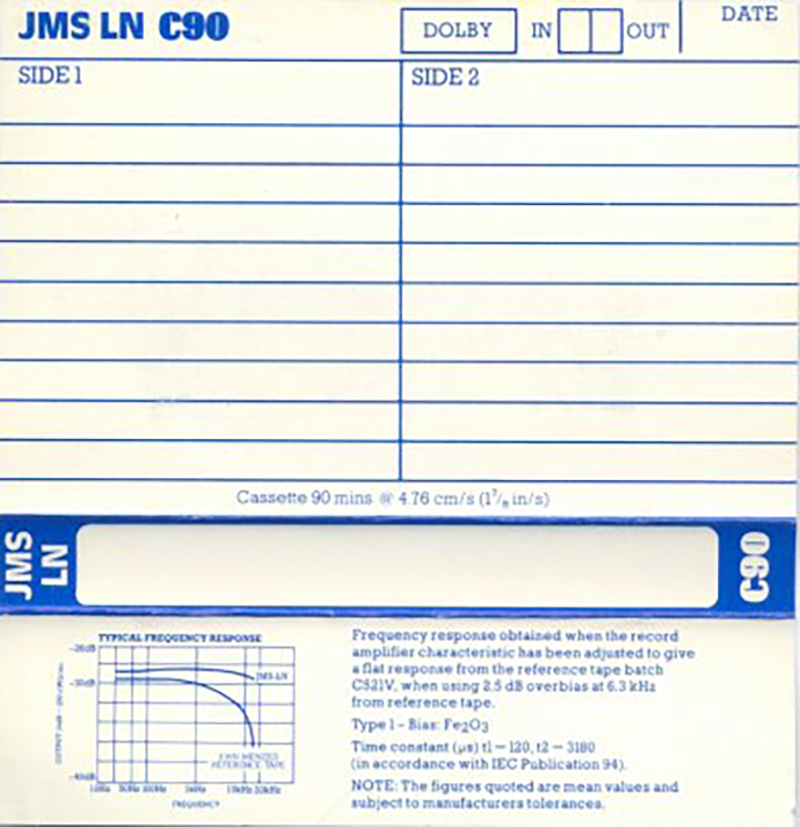 JMS LN C90
DOLBY IN OUT DATE
SIDE 1 SIDE 2
Cassette 90 mins @ 4.76 cm/s (1⅞ in/s)
JMS LN
C90
TYPICAL FREQUENCY RESPONSE
JMS-LN
REFERENCE TAPE
FREQUENCY
Frequency response obtained when the record
amplifier characteristic has been adjusted to give
a flat response from the reference tape batch
C521V, when using 2.5 dB overbias at 6.3 kHz
from reference tape.
Type 1 - Bias: Fe2O3
Time constant (µs) t1 – 120, t2 – 3180
(in accordance with IEC Publication 94).
NOTE: The figures quoted are mean values and
subject to manufacturers tolerances.